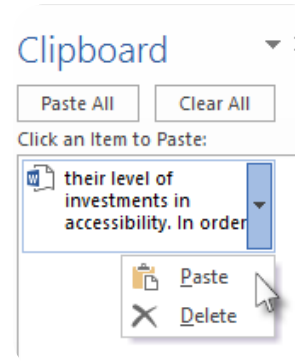 Clipboard
Paste All Clear All
Click an Item to Paste:
their level of
investments in
accessibility. In order
Paste
Delete